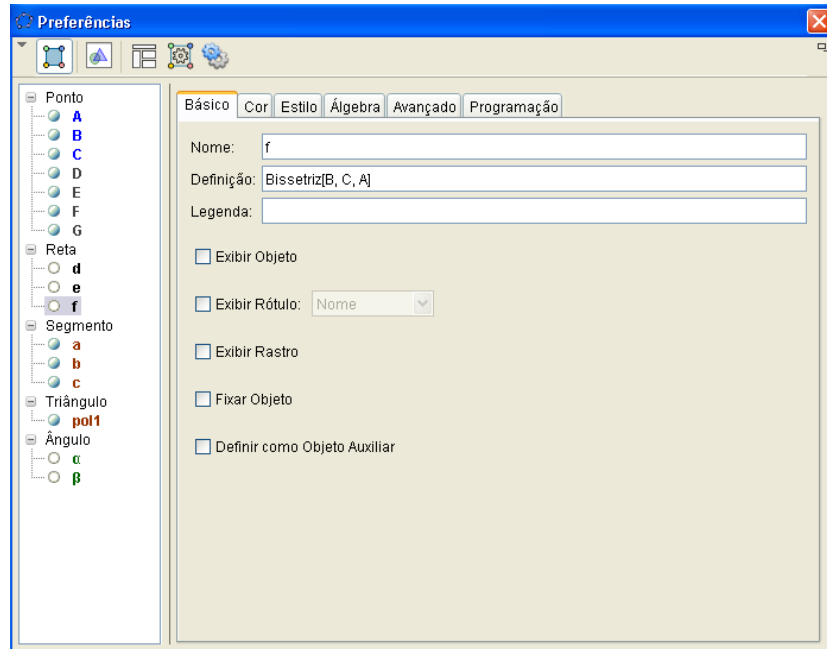 Preferências
Ponto
A
B
C
D
E
F
G
Reta
d
e
f
Segmento
a
b
c
Triângulo
pol1
Ângulo
α
β
Básico Cor Estilo Álgebra Avançado Programação
Nome: f
Definição: Bissetriz[B, C, A]
Legenda:
Exibir Objeto
Exibir Rótulo: Nome
Exibir Rastro
Fixar Objeto
Definir como Objeto Auxiliar